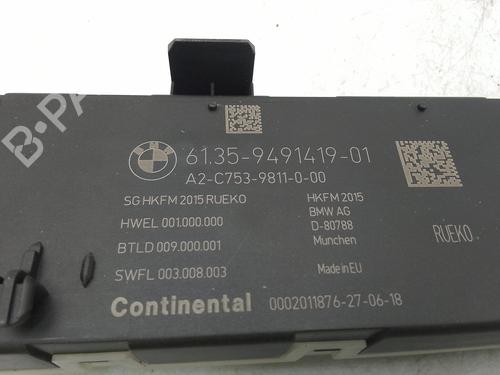 B-PA
BMW
61.35-9491419-01
A2-C753-9811-0-00
SG HKFM 2015 RUEKO
HWEL 001.000.000
BTLD 009.000.001
SWFL 003.008.003
HKFM 2015
BMW AG
D-80788
Munchen
Made in EU
RUEKO
Continental 0002011876-27-06-18